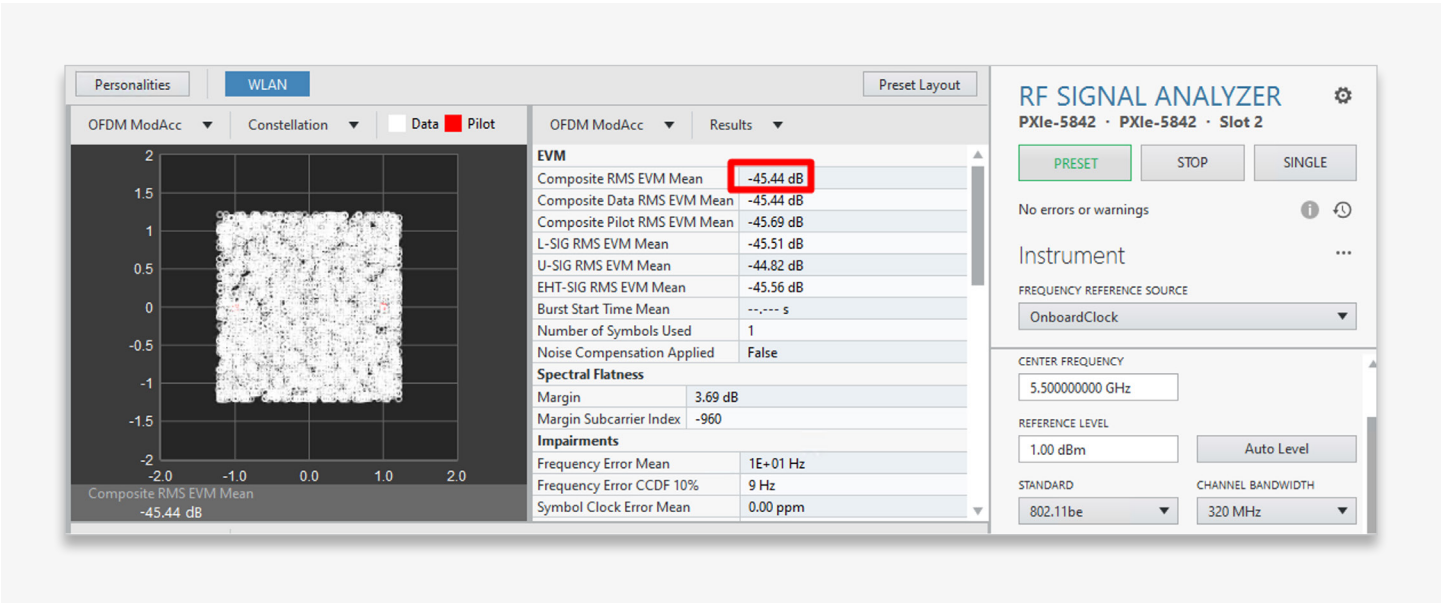 Personalities WLAN Preset Layout
OFDM ModAcc Constellation Data Pilot
2
1.5
1
0.5
0
-0.5
-1
-1.5
-2
-2.0 -1.0 0.0 1.0 2.0
Composite RMS EVM Mean
-45.44 dB
OFDM ModAcc Results
EVM
Composite RMS EVM Mean -45.44 dB
Composite Data RMS EVM Mean -45.44 dB
Composite Pilot RMS EVM Mean -45.69 dB
L-SIG RMS EVM Mean -45.51 dB
U-SIG RMS EVM Mean -44.82 dB
EHT-SIG RMS EVM Mean -45.56 dB
Burst Start Time Mean --.--- s
Number of Symbols Used 1
Noise Compensation Applied False
Spectral Flatness
Margin 3.69 dB
Margin Subcarrier Index -960
Impairments
Frequency Error Mean 1E+01 Hz
Frequency Error CCDF 10% 9 Hz
Symbol Clock Error Mean 0.00 ppm
RF SIGNAL ANALYZER
PXIe-5842 · PXIe-5842 · Slot 2
PRESET STOP SINGLE
No errors or warnings
Instrument
FREQUENCY REFERENCE SOURCE
OnboardClock
CENTER FREQUENCY
5.500000000 GHz
REFERENCE LEVEL
1.00 dBm Auto Level
STANDARD CHANNEL BANDWIDTH
802.11be 320 MHz